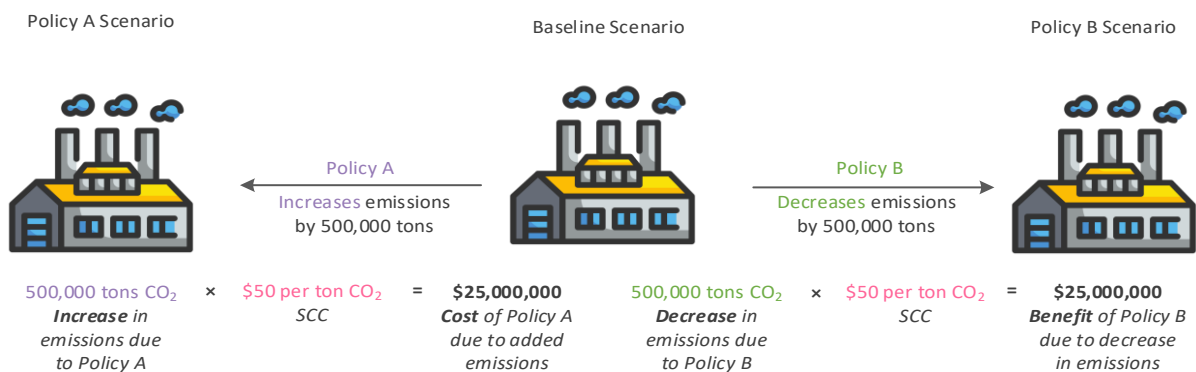 Policy A Scenario
Baseline Scenario
Policy B Scenario
Policy A
Increases emissions
by 500,000 tons
Policy B
Decreases emissions
by 500,000 tons
500,000 tons CO₂
Increase in
emissions due
to Policy A
×
$50 per ton CO₂
SCC
=
$25,000,000
Cost of Policy A
due to added
emissions
500,000 tons CO₂
Decrease in
emissions due
to Policy B
×
$50 per ton CO₂
SCC
=
$25,000,000
Benefit of Policy B
due to decrease
in emissions